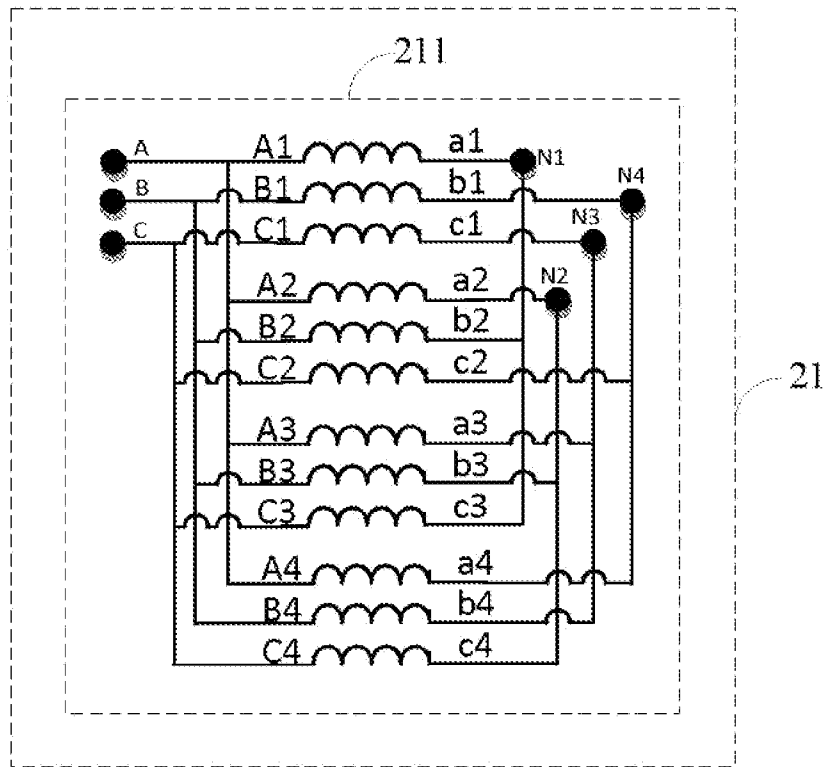 211
A A1 a1 N1
B B1 b1 N4
C C1 c1 N3
A2 a2 N2
B2 b2
C2 c2
21
A3 a3
B3 b3
C3 c3
A4 a4
B4 b4
C4 c4